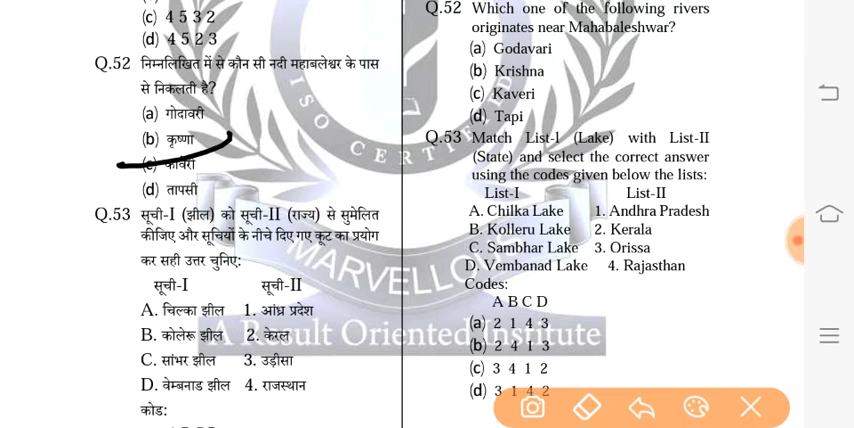 (c) 4 5 3 2
(d) 4 5 2 3
Q.52 निम्नलिखित में से कौन सी नदी महाबलेश्वर के पास
से निकलती है?
(a) गोदावरी
(b) कृष्णा
(c) कावेरी
(d) तापसी
Q.53 सूची-I (झील) को सूची-II (राज्य) से सुमेलित
कीजिए और सूचियों के नीचे दिए गए कूट का प्रयोग
कर सही उत्तर चुनिए:
सूची-I सूची-II
A. चिल्का झील 1. आंध्र प्रदेश
B. कोलेरू झील 2. केरल
C. सांभर झील 3. उड़ीसा
D. वेम्बनाड झील 4. राजस्थान
कोड:
Q.52 Which one of the following rivers
originates near Mahabaleshwar?
(a) Godavari
(b) Krishna
(c) Kaveri
(d) Tapi
Q.53 Match List-I (Lake) with List-II
(State) and select the correct answer
using the codes given below the lists:
List-I List-II
A. Chilka Lake 1. Andhra Pradesh
B. Kolleru Lake 2. Kerala
C. Sambhar Lake 3. Orissa
D. Vembanad Lake 4. Rajasthan
Codes:
A B C D
(a) 2 1 4 3
(b) 2 4 1 3
(c) 3 4 1 2
(d) 3 1 4 2
ISO CERTIFIED
MARVELLOUS
A Result Oriented Institute